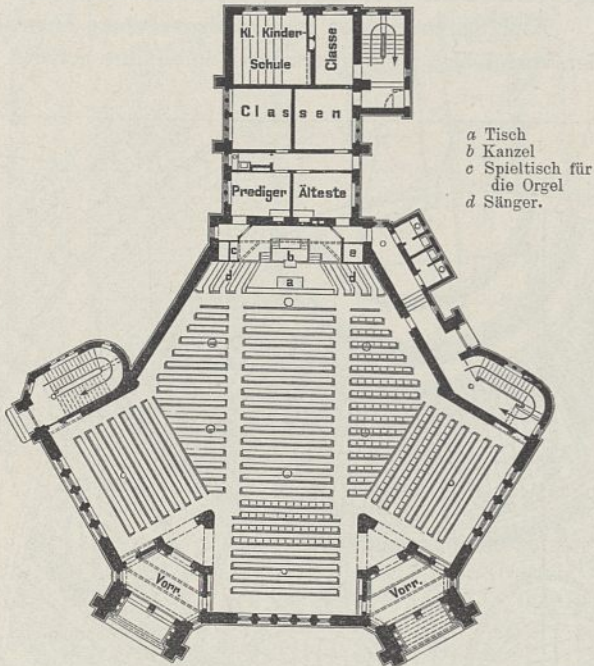 Kl. Kinder-
Schule
Classe
Classen
a Tisch
b Kanzel
c Spieltisch für
die Orgel
d Sänger.
Prediger
Älteste
c
b
e
d
a
d
Vorr.
Vorr.